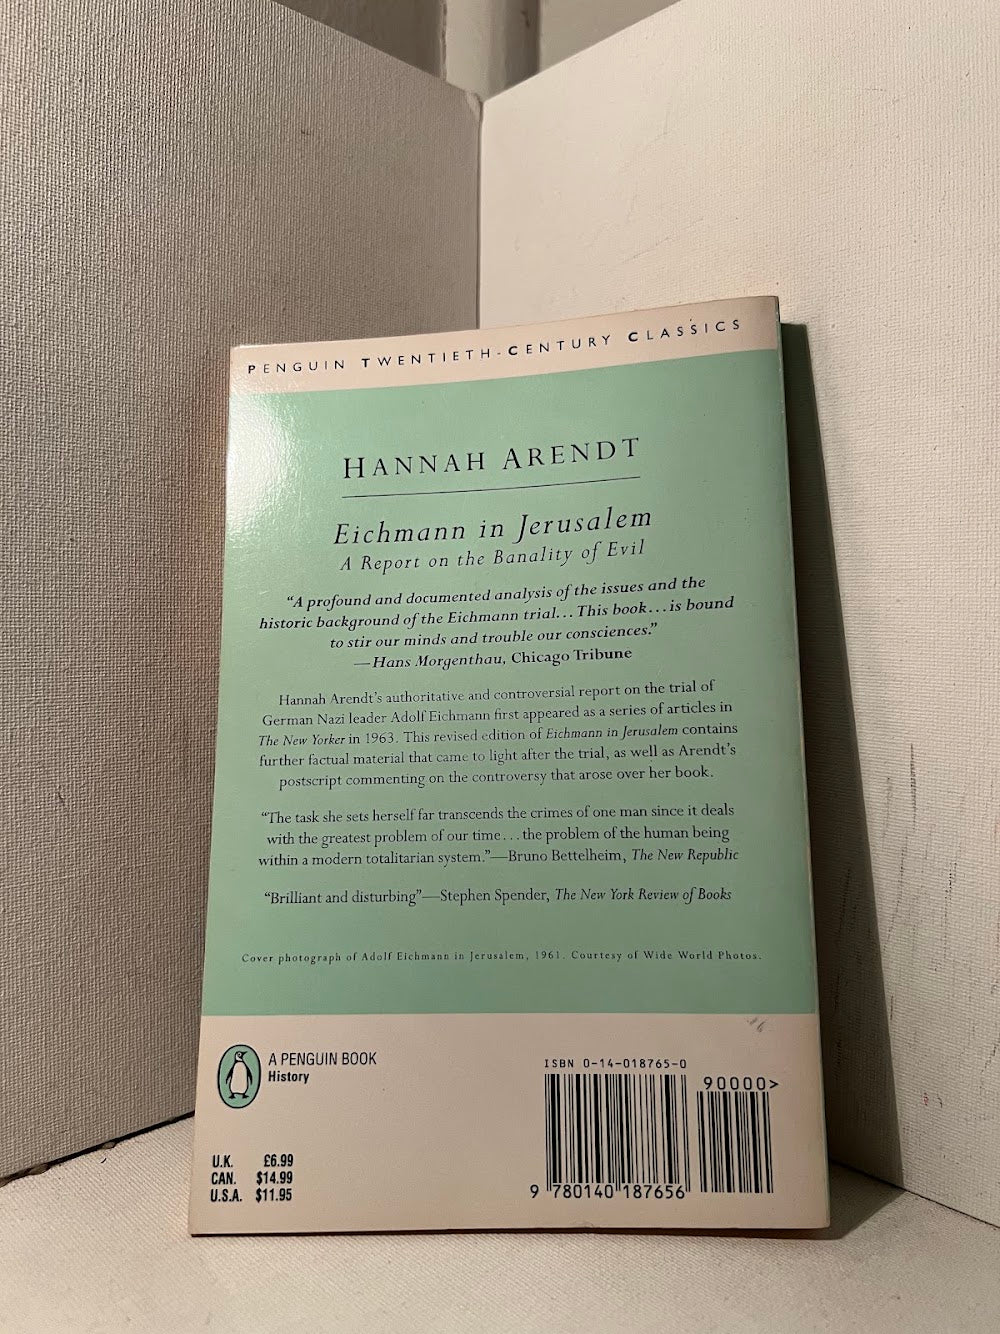 PENGUIN TWENTIETH-CENTURY CLASSICS
HANNAH ARENDT
Eichmann in Jerusalem
A Report on the Banality of Evil
“A profound and documented analysis of the issues and the
historic background of the Eichmann trial...This book...is bound
to stir our minds and trouble our consciences.”
—Hans Morgenthau, Chicago Tribune
Hannah Arendt’s authoritative and controversial report on the trial of
German Nazi leader Adolf Eichmann first appeared as a series of articles in
The New Yorker in 1963. This revised edition of Eichmann in Jerusalem contains
further factual material that came to light after the trial, as well as Arendt’s
postscript commenting on the controversy that arose over her book.
“The task she sets herself far transcends the crimes of one man since it deals
with the greatest problem of our time...the problem of the human being
within a modern totalitarian system.”—Bruno Bettelheim, The New Republic
“Brilliant and disturbing”—Stephen Spender, The New York Review of Books
Cover photograph of Adolf Eichmann in Jerusalem, 1961. Courtesy of Wide World Photos.
A PENGUIN BOOK
History
U.K. £6.99
CAN. $14.99
U.S.A. $11.95
ISBN 0-14-018765-0
90000>
9 780140 187656